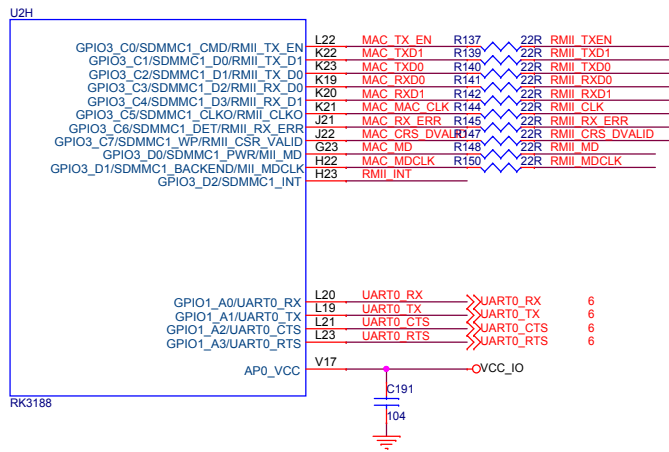 U2H
GPIO3_C0/SDMMC1_CMD/RMII_TX_EN L22 MAC_TX_EN R137 22R RMII_TXEN
GPIO3_C1/SDMMC1_D0/RMII_TX_D1 K22 MAC_TXD1 R139 22R RMII_TXD1
GPIO3_C2/SDMMC1_D1/RMII_TX_D0 K23 MAC_TXD0 R140 22R RMII_TXD0
GPIO3_C3/SDMMC1_D2/RMII_RX_D0 K19 MAC_RXD0 R141 22R RMII_RXD0
GPIO3_C4/SDMMC1_D3/RMII_RX_D1 K20 MAC_RXD1 R142 22R RMII_RXD1
GPIO3_C5/SDMMC1_CLKO/RMII_CLKO K21 MAC_MAC_CLK R144 22R RMII_CLK
GPIO3_C6/SDMMC1_DET/RMII_RX_ERR J21 MAC_RX_ERR R145 22R RMII_RX_ERR
GPIO3_C7/SDMMC1_WP/RMII_CSR_VALID J22 MAC_CRS_DVALID R147 22R RMII_CRS_DVALID
GPIO3_D0/SDMMC1_PWR/MII_MD G23 MAC_MD R148 22R RMII_MD
GPIO3_D1/SDMMC1_BACKEND/MII_MDCLK H22 MAC_MDCLK R150 22R RMII_MDCLK
GPIO3_D2/SDMMC1_INT H23 RMII_INT
GPIO1_A0/UART0_RX L20 UART0_RX UART0_RX 6
GPIO1_A1/UART0_TX L19 UART0_TX UART0_TX 6
GPIO1_A2/UART0_CTS L21 UART0_CTS UART0_CTS 6
GPIO1_A3/UART0_RTS L23 UART0_RTS UART0_RTS 6
AP0_VCC V17 VCC_IO
C191
104
RK3188